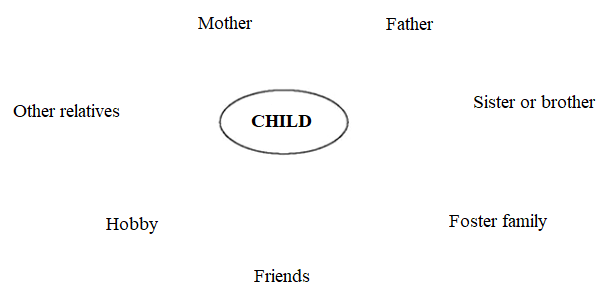 Mother
Father
Other relatives
CHILD
Sister or brother
Hobby
Foster family
Friends